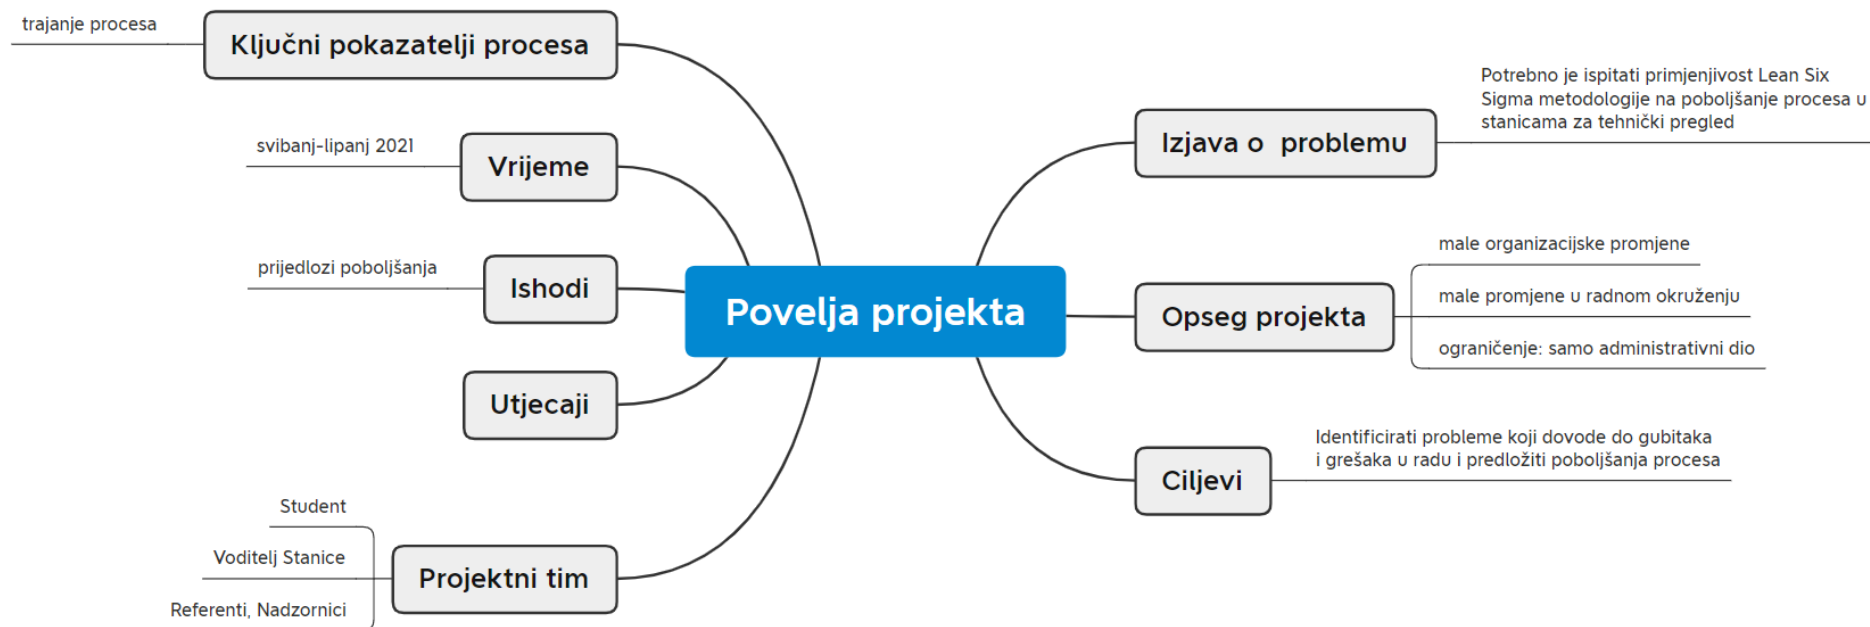 trajanje procesa
Ključni pokazatelji procesa
svibanj-lipanj 2021
Vrijeme
prijedlozi poboljšanja
Ishodi
Utjecaji
Student
Voditelj Stanice
Referenti, Nadzornici
Projektni tim
Povelja projekta
Izjava o  problemu
Potrebno je ispitati primjenjivost Lean Six
Sigma metodologije na poboljšanje procesa u
stanicama za tehnički pregled
Opseg projekta
male organizacijske promjene
male promjene u radnom okruženju
ograničenje: samo administrativni dio
Ciljevi
Identificirati probleme koji dovode do gubitaka
i grešaka u radu i predložiti poboljšanja procesa